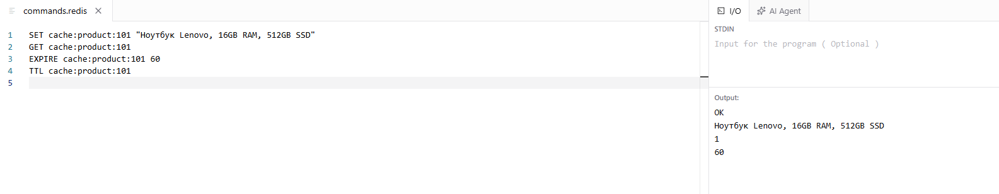 commands.redis
I/O
AI Agent
1 SET cache:product:101 "Ноутбук Lenovo, 16GB RAM, 512GB SSD"
2 GET cache:product:101
3 EXPIRE cache:product:101 60
4 TTL cache:product:101
5
STDIN
Input for the program ( Optional )
Output:
OK
Ноутбук Lenovo, 16GB RAM, 512GB SSD
1
60